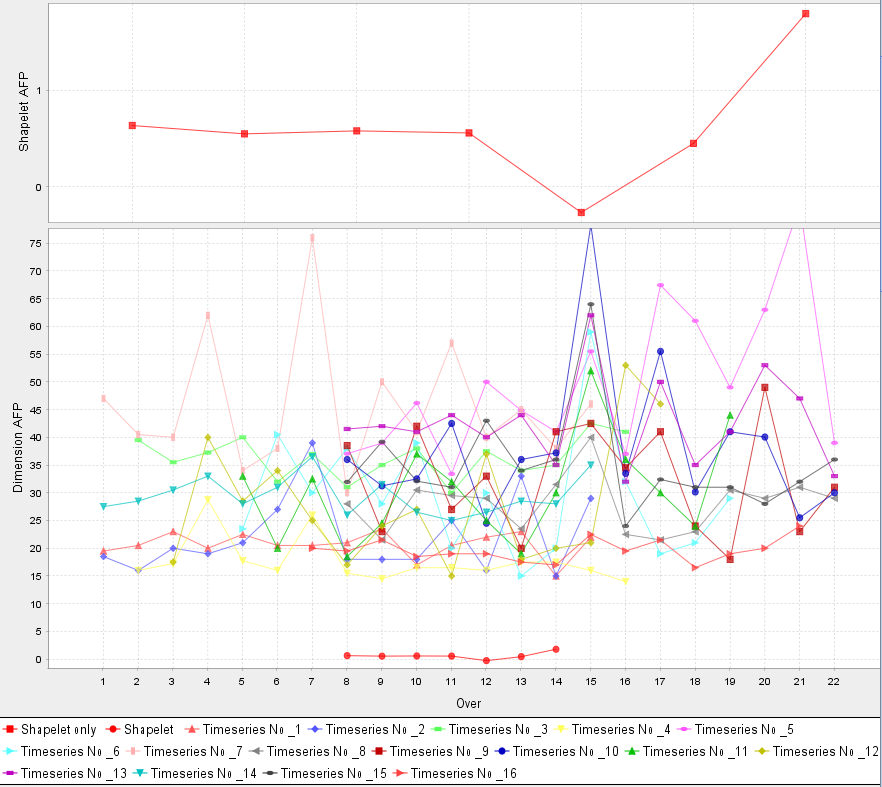 Shapelet AFP
1
0
Dimension AFP
75
70
65
60
55
50
45
40
35
30
25
20
15
10
5
0
1 2 3 4 5 6 7 8 9 10 11 12 13 14 15 16 17 18 19 20 21 22
Over
Shapelet only Shapelet Timeseries No _1 Timeseries No _2 Timeseries No _3 Timeseries No _4 Timeseries No _5
Timeseries No _6 Timeseries No _7 Timeseries No _8 Timeseries No _9 Timeseries No _10 Timeseries No _11 Timeseries No _12
Timeseries No _13 Timeseries No _14 Timeseries No _15 Timeseries No _16